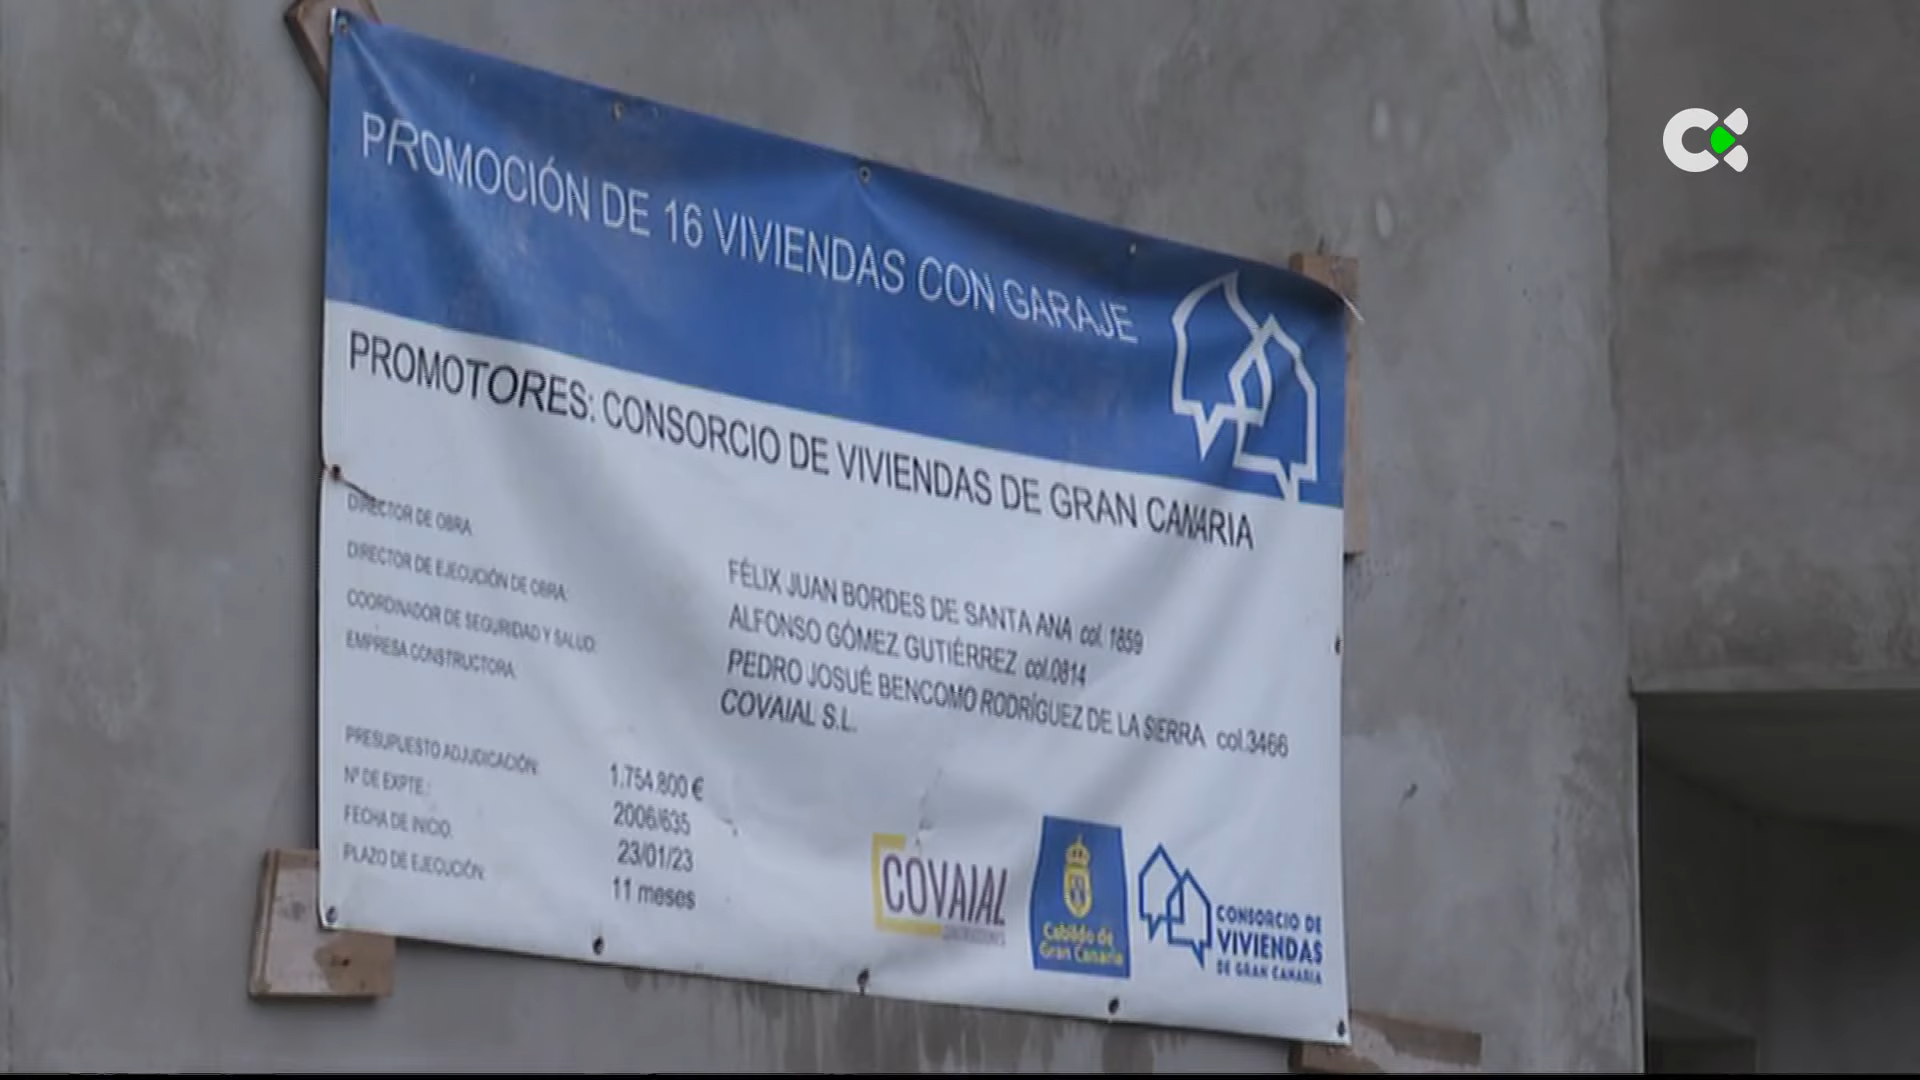 PROMOCIÓN DE 16 VIVIENDAS CON GARAJE
PROMOTORES: CONSORCIO DE VIVIENDAS DE GRAN CANARIA
DIRECTOR DE OBRA: FÉLIX JUAN BORDES DE SANTA ANA col. 1859
DIRECTOR DE EJECUCIÓN DE OBRA: ALFONSO GÓMEZ GUTIÉRREZ col.0814
COORDINADOR DE SEGURIDAD Y SALUD: PEDRO JOSUÉ BENCOMO RODRÍGUEZ DE LA SIERRA col.3466
EMPRESA CONSTRUCTORA: COVAIAL S.L.
PRESUPUESTO ADJUDICACIÓN: 1.754.800 €
Nº DE EXPTE.: 2006/635
FECHA DE INICIO: 23/01/23
PLAZO DE EJECUCIÓN: 11 meses
COVAIAL
Cabildo de
Gran Canaria
CONSORCIO DE
VIVIENDAS
DE GRAN CANARIA